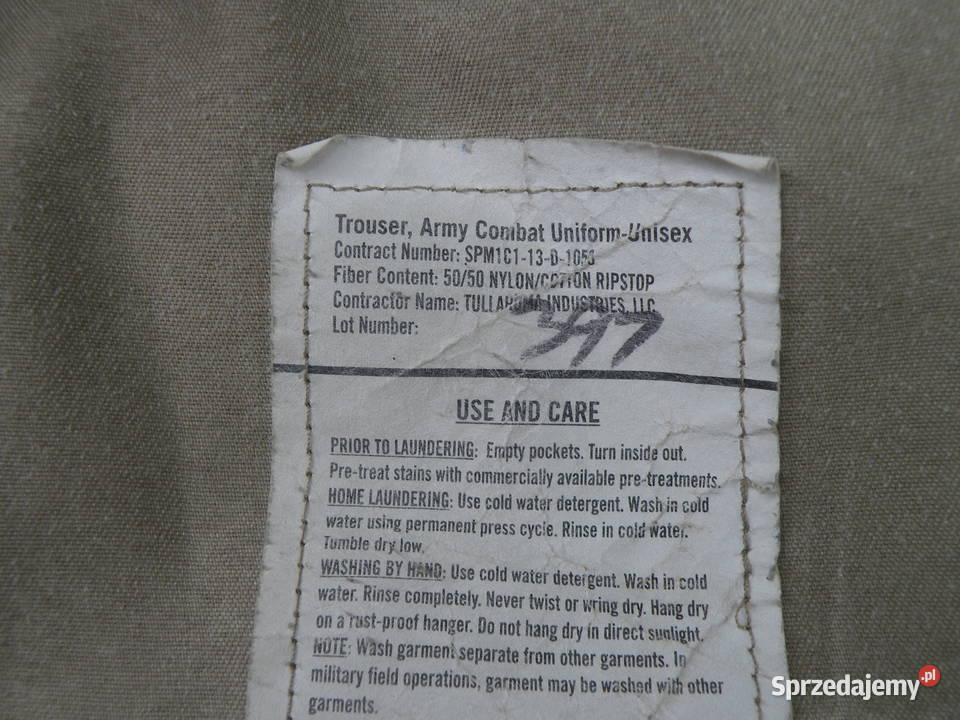 Trouser, Army Combat Uniform-Unisex
Contract Number: SPM1C1-13-D-1053
Fiber Content: 50/50 NYLON/COTTON RIPSTOP
Contractor Name: TULLAHOMA INDUSTRIES, LLC
Lot Number:
USE AND CARE
PRIOR TO LAUNDERING: Empty pockets. Turn inside out.
Pre-treat stains with commercially available pre-treatments.
HOME LAUNDERING: Use cold water detergent. Wash in cold
water using permanent press cycle. Rinse in cold water.
Tumble dry low.
WASHING BY HAND: Use cold water detergent. Wash in cold
water. Rinse completely. Never twist or wring dry. Hang dry
on a rust-proof hanger. Do not hang dry in direct sunlight.
NOTE: Wash garment separate from other garments. In
military field operations, garment may be washed with other
garments.
Sprzedajemy.pl